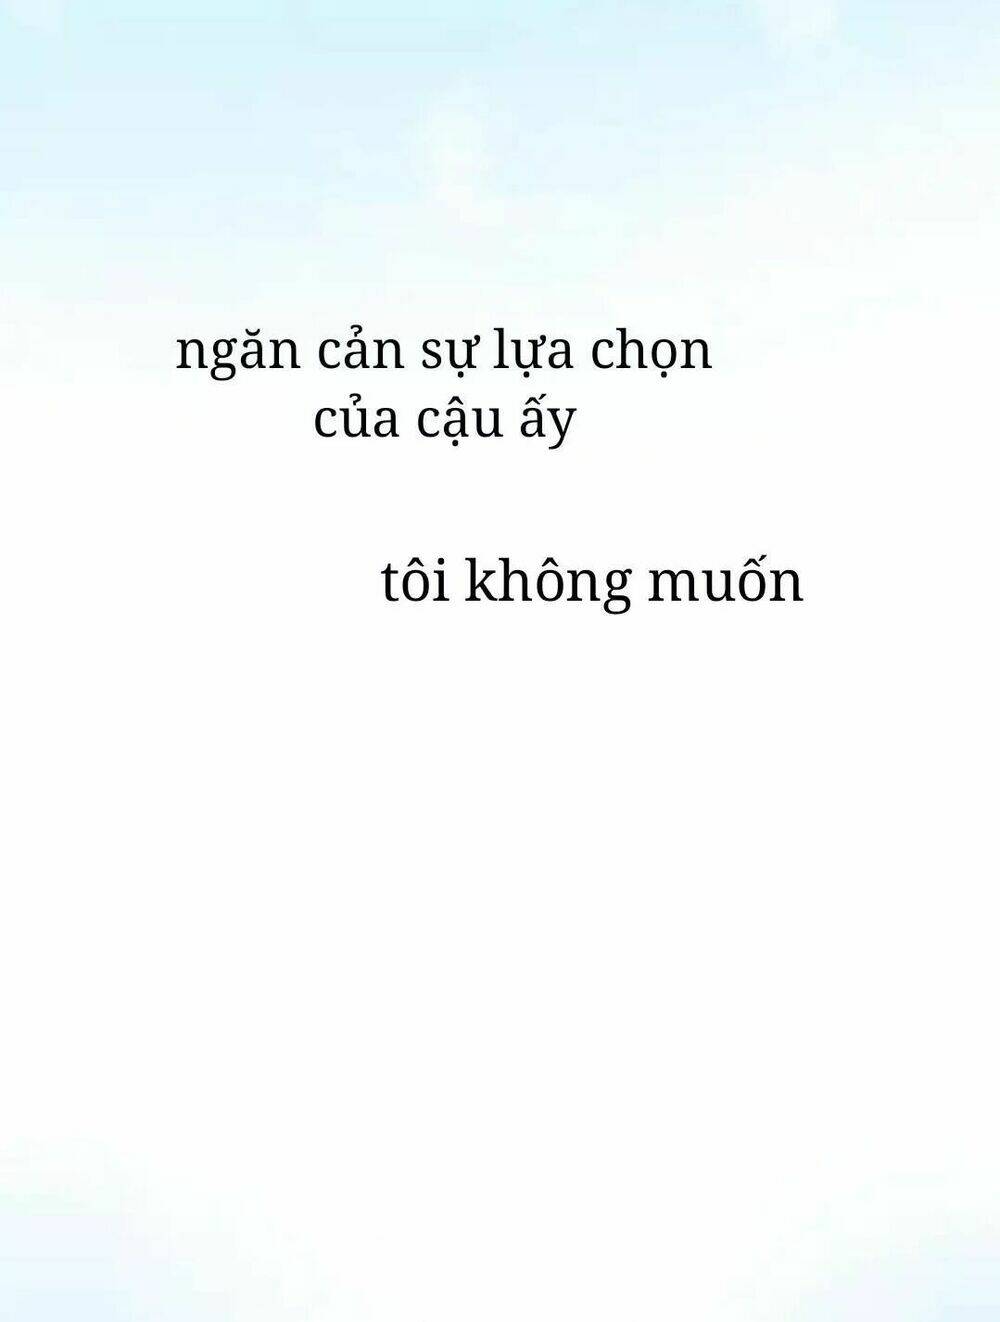 ngăn cản sự lựa chọn
của cậu ấy
tôi không muốn